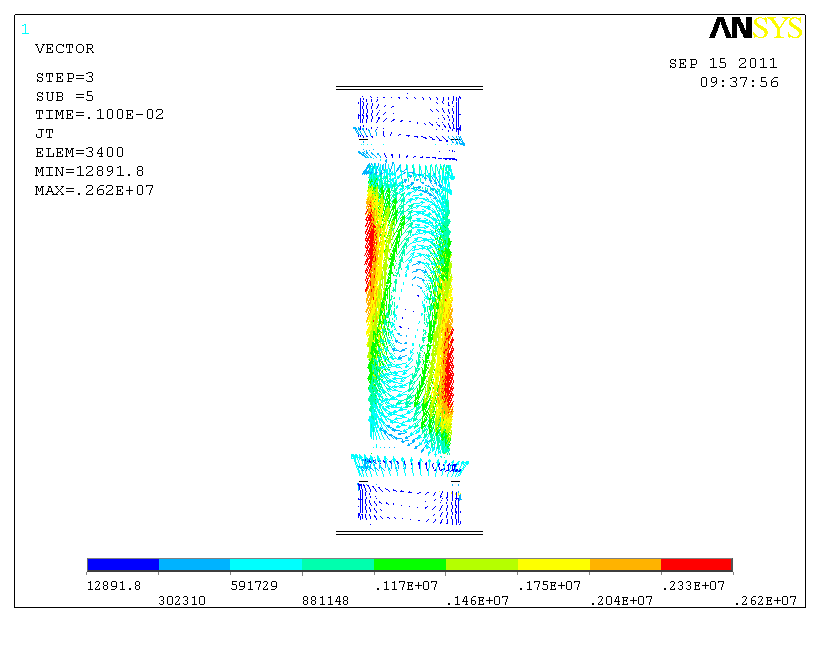 1
ANSYS
VECTOR
SEP 15 2011
09:37:56
STEP=3
SUB =5
TIME=.100E-02
JT
ELEM=3400
MIN=12891.8
MAX=.262E+07
12891.8
302310
591729
881148
.117E+07
.146E+07
.175E+07
.204E+07
.233E+07
.262E+07